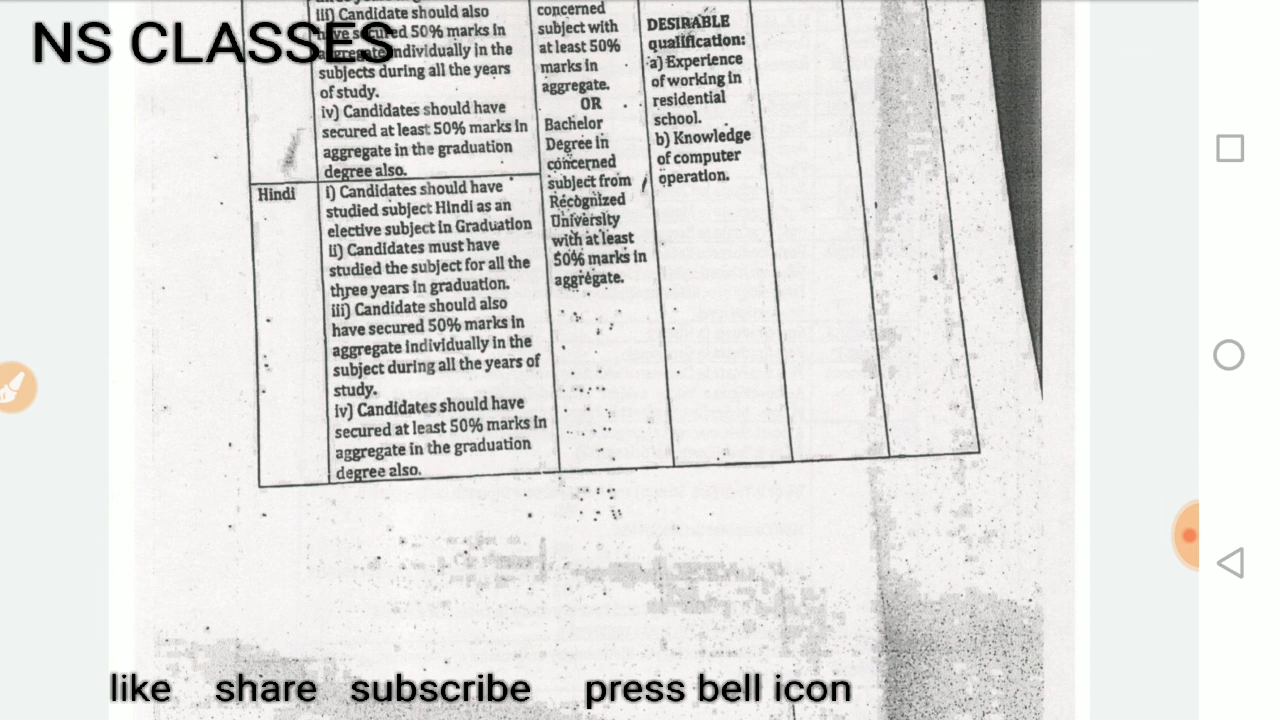 NS CLASSES
iii) Candidate should also
have secured 50% marks in
aggregate individually in the
subjects during all the years
of study.
iv) Candidates should have
secured at least 50% marks in
aggregate in the graduation
degree also.
concerned
subject with
at least 50%
marks in
aggregate.
OR
Bachelor
Degree in
concerned
subject from
Recognized
University
with at least
50% marks in
aggregate.
DESIRABLE
qualification:
a) Experience
of working in
residential
school.
b) Knowledge
of computer
operation.
Hindi
i) Candidates should have
studied subject Hindi as an
elective subject in Graduation
ii) Candidates must have
studied the subject for all the
three years in graduation.
iii) Candidate should also
have secured 50% marks in
aggregate individually in the
subject during all the years of
study.
iv) Candidates should have
secured at least 50% marks in
aggregate in the graduation
degree also.
like share subscribe press bell icon